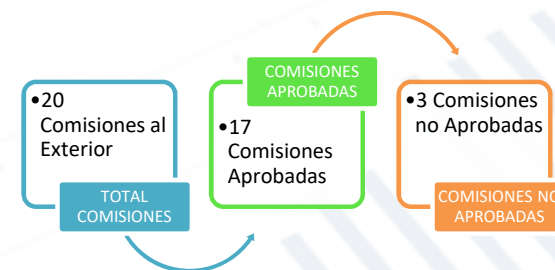 •20
Comisiones al
Exterior
TOTAL
COMISIONES
COMISIONES
APROBADAS
•17
Comisiones
Aprobadas
•3 Comisiones
no Aprobadas
COMISIONES NO
APROBADAS